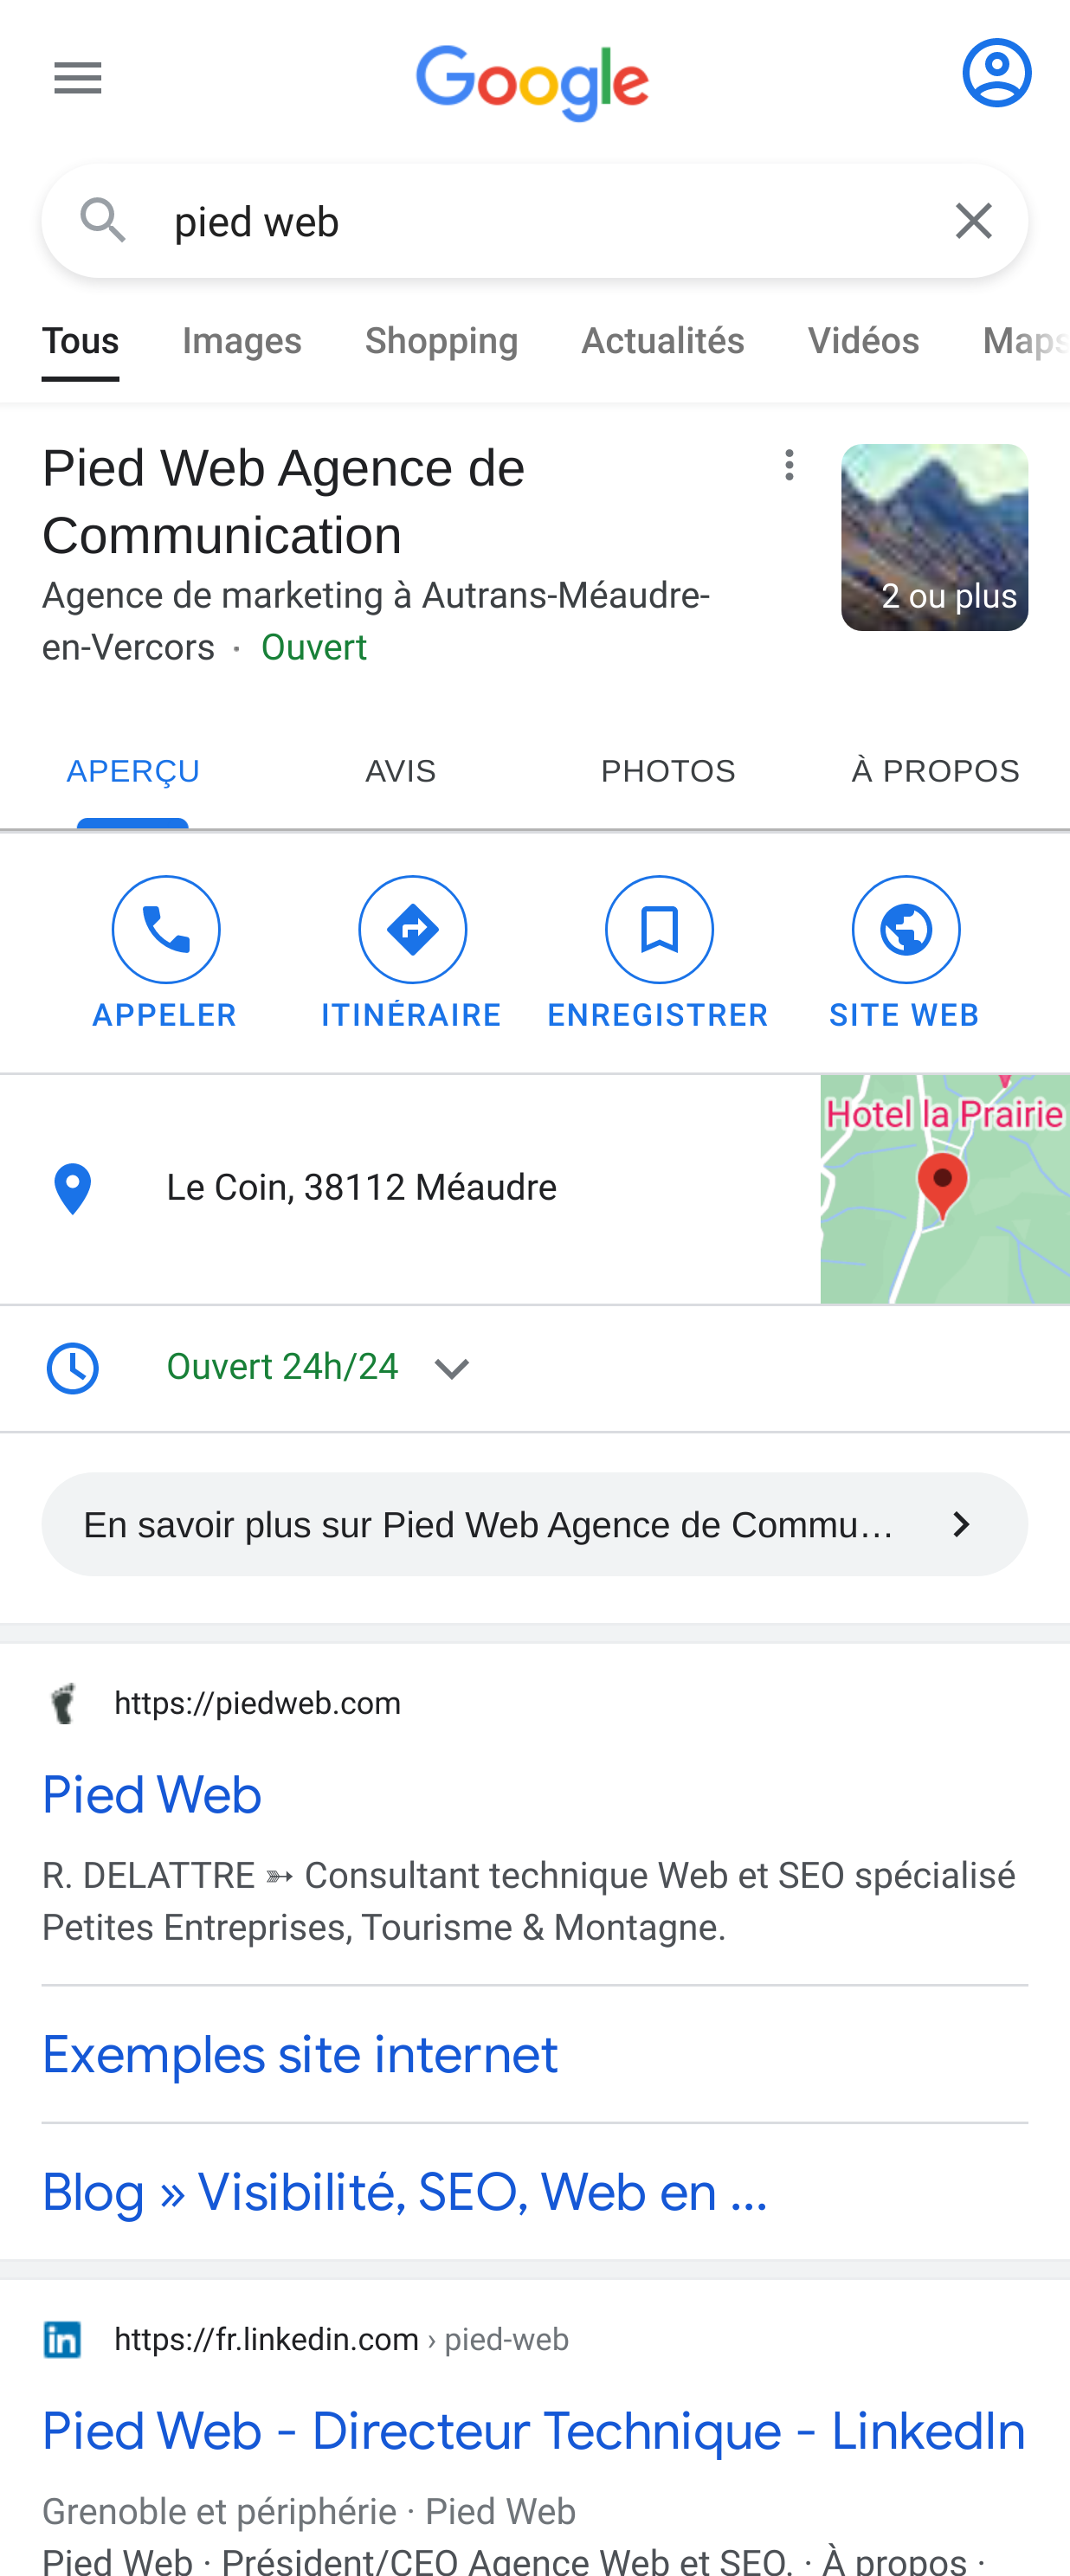 Google
pied web
Tous Images Shopping Actualités Vidéos Maps
Pied Web Agence de
Communication
Agence de marketing à Autrans-Méaudre-
en-Vercors · Ouvert
2 ou plus
APERÇU AVIS PHOTOS À PROPOS
APPELER ITINÉRAIRE ENREGISTRER SITE WEB
Le Coin, 38112 Méaudre
Hotel la Prairie
Ouvert 24h/24
En savoir plus sur Pied Web Agence de Commu…
https://piedweb.com
Pied Web
R. DELATTRE ➳ Consultant technique Web et SEO spécialisé
Petites Entreprises, Tourisme & Montagne.
Exemples site internet
Blog » Visibilité, SEO, Web en ...
in
https://fr.linkedin.com › pied-web
Pied Web - Directeur Technique - LinkedIn
Grenoble et périphérie · Pied Web
Pied Web · Président/CEO Agence Web et SEO. · À propos ·